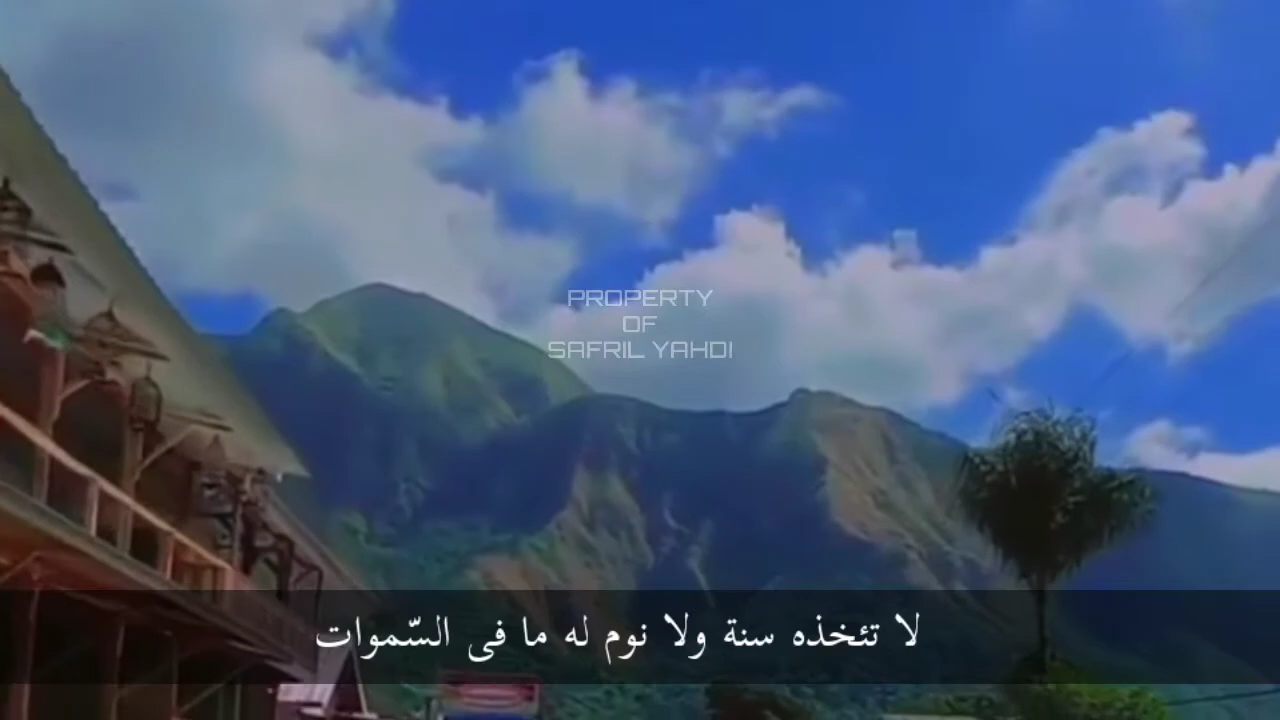 PROPERTY
OF
SAFRIL YAHDI
لا تئخذه سنة ولا نوم له ما فى السّموات